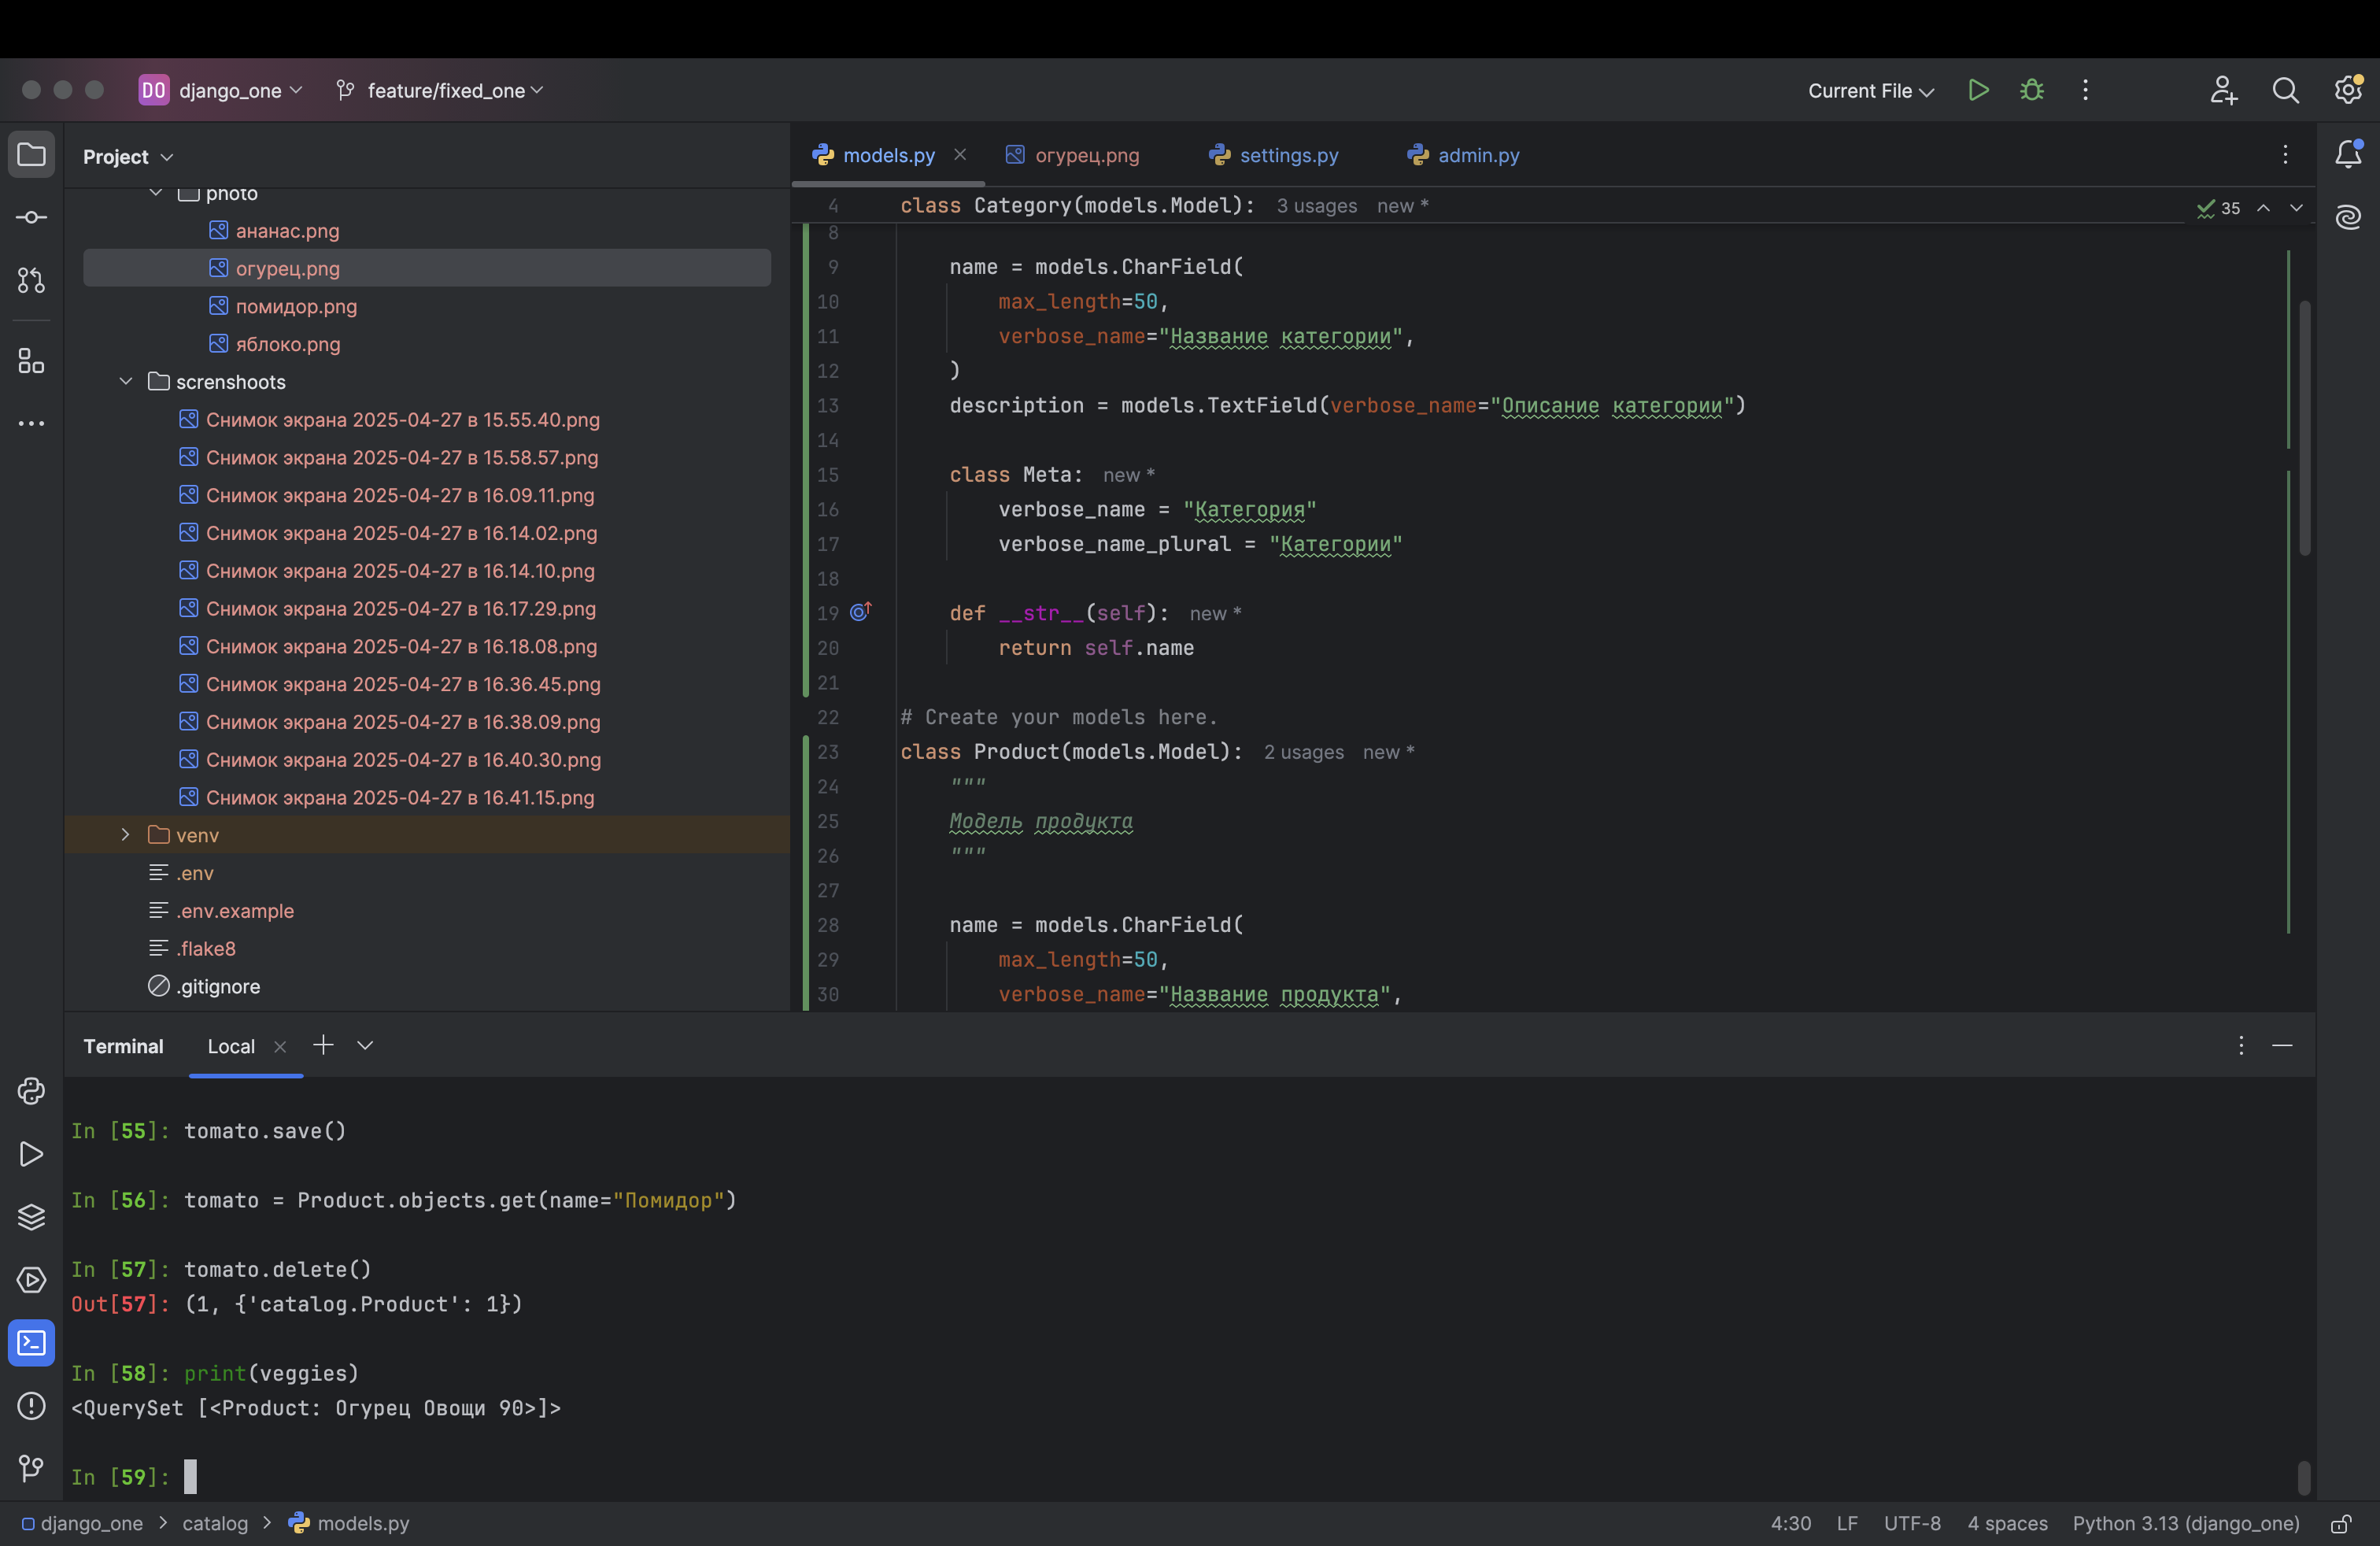 DO django_one feature/fixed_one Current File
Project
photo
ананас.png
огурец.png
помидор.png
яблоко.png
screnshoots
Снимок экрана 2025-04-27 в 15.55.40.png
Снимок экрана 2025-04-27 в 15.58.57.png
Снимок экрана 2025-04-27 в 16.09.11.png
Снимок экрана 2025-04-27 в 16.14.02.png
Снимок экрана 2025-04-27 в 16.14.10.png
Снимок экрана 2025-04-27 в 16.17.29.png
Снимок экрана 2025-04-27 в 16.18.08.png
Снимок экрана 2025-04-27 в 16.36.45.png
Снимок экрана 2025-04-27 в 16.38.09.png
Снимок экрана 2025-04-27 в 16.40.30.png
Снимок экрана 2025-04-27 в 16.41.15.png
venv
.env
.env.example
.flake8
.gitignore
models.py огурец.png settings.py admin.py
4 class Category(models.Model): 3 usages new *
35
8
9 name = models.CharField(
10 max_length=50,
11 verbose_name="Название категории",
12 )
13 description = models.TextField(verbose_name="Описание категории")
14
15 class Meta: new *
16 verbose_name = "Категория"
17 verbose_name_plural = "Категории"
18
19 def __str__(self): new *
20 return self.name
21
22 # Create your models here.
23 class Product(models.Model): 2 usages new *
24 """
25 Модель продукта
26 """
27
28 name = models.CharField(
29 max_length=50,
30 verbose_name="Название продукта",
Terminal Local
In [55]: tomato.save()
In [56]: tomato = Product.objects.get(name="Помидор")
In [57]: tomato.delete()
Out[57]: (1, {'catalog.Product': 1})
In [58]: print(veggies)
<QuerySet [<Product: Огурец Овощи 90>]>
In [59]:
django_one > catalog > models.py 4:30 LF UTF-8 4 spaces Python 3.13 (django_one)